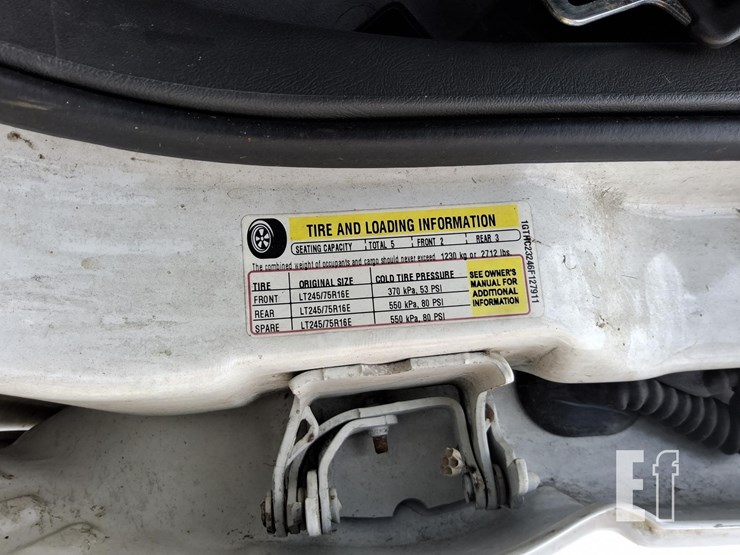 TIRE AND LOADING INFORMATION
SEATING CAPACITY TOTAL 5 FRONT 2 REAR 3
The combined weight of occupants and cargo should never exceed 1230 kg or 2712 lbs
TIRE ORIGINAL SIZE COLD TIRE PRESSURE
FRONT LT245/75R16E 370 kPa, 53 PSI
REAR LT245/75R16E 550 kPa, 80 PSI
SPARE LT245/75R16E 550 kPa, 80 PSI
SEE OWNER'S
MANUAL FOR
ADDITIONAL
INFORMATION
Ef